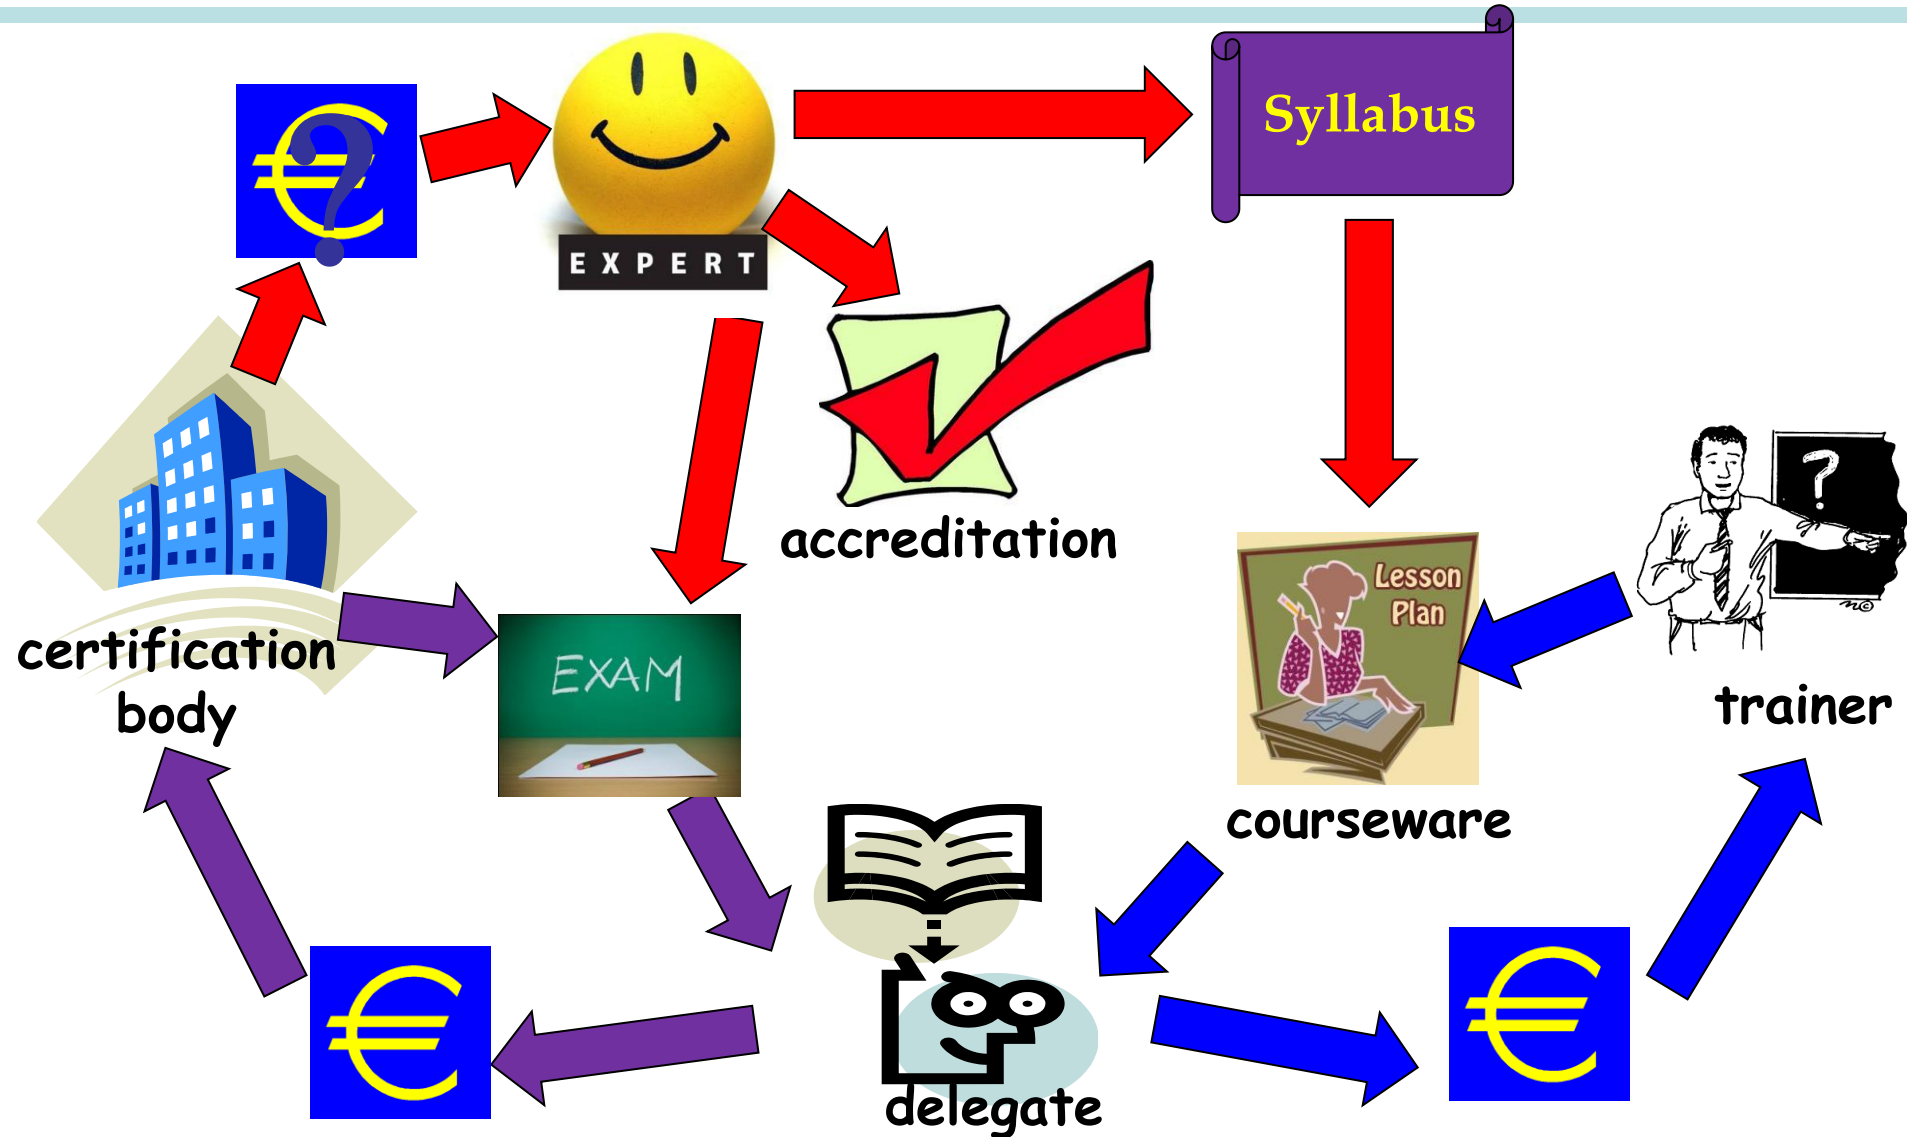 €
?
EXPERT
Syllabus
accreditation
?
Lesson
Plan
certification
body
EXAM
trainer
courseware
€
€
delegate